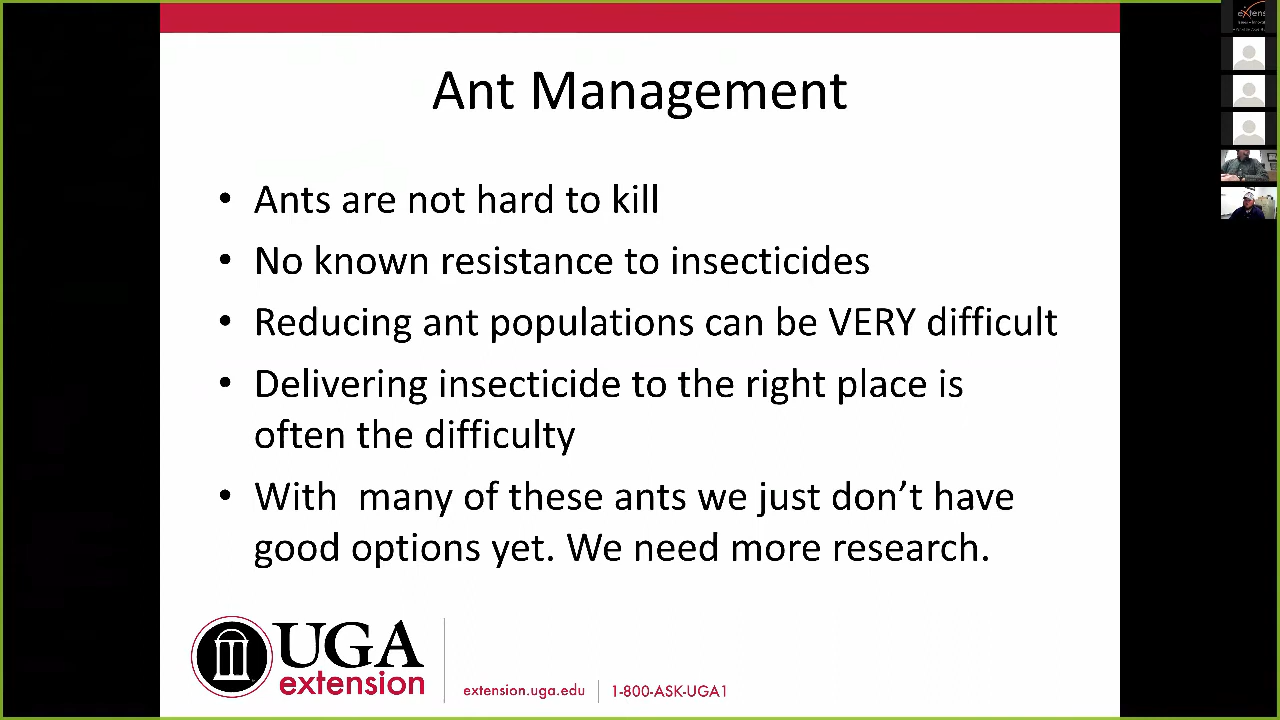 Ant Management
• Ants are not hard to kill
• No known resistance to insecticides
• Reducing ant populations can be VERY difficult
• Delivering insecticide to the right place is
often the difficulty
• With  many of these ants we just don’t have
good options yet. We need more research.
UGA
extension
extension.uga.edu | 1-800-ASK-UGA1
eXtens